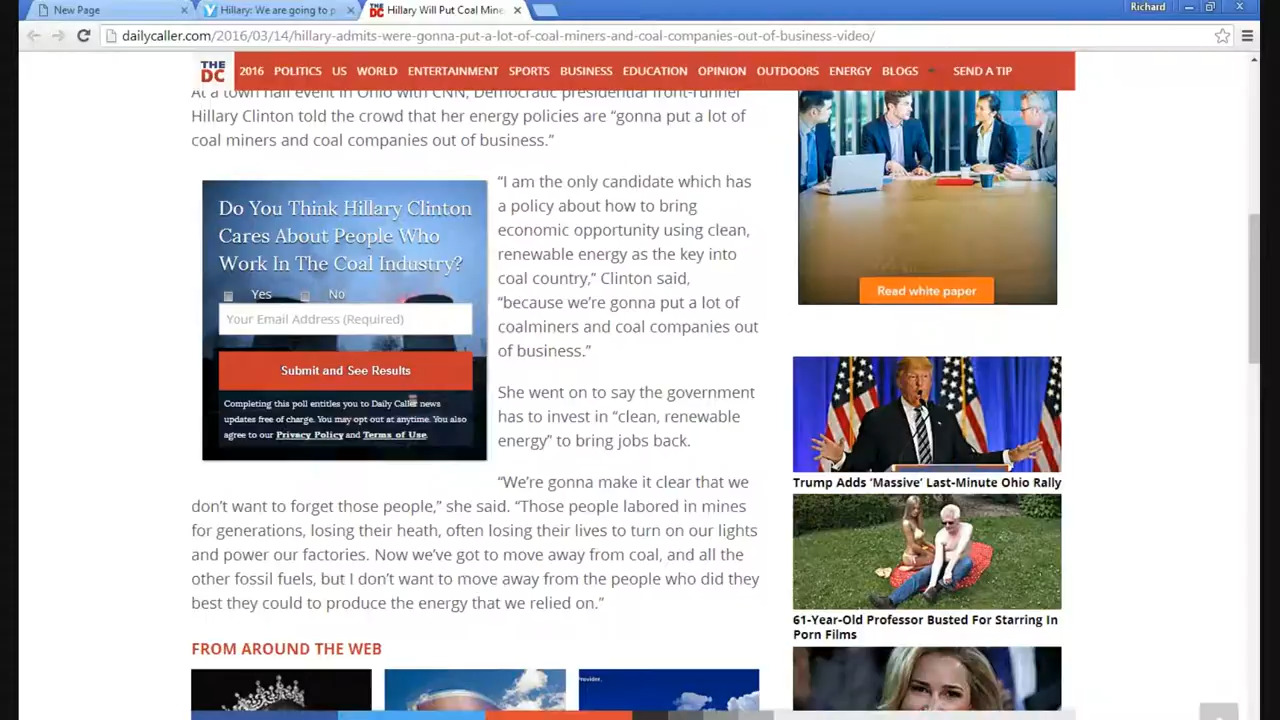 New Page
Hillary: We are going to p
Hillary Will Put Coal Mine
Richard
dailycaller.com/2016/03/14/hillary-admits-were-gonna-put-a-lot-of-coal-miners-and-coal-companies-out-of-business-video/
THE DC
2016 POLITICS US WORLD ENTERTAINMENT SPORTS BUSINESS EDUCATION OPINION OUTDOORS ENERGY BLOGS SEND A TIP
At a town hall event in Ohio with CNN, Democratic presidential front-runner
Hillary Clinton told the crowd that her energy policies are “gonna put a lot of
coal miners and coal companies out of business.”
Do You Think Hillary Clinton
Cares About People Who
Work In The Coal Industry?
Yes No
Your Email Address (Required)
Submit and See Results
Completing this poll entitles you to Daily Caller news
updates free of charge. You may opt out at anytime. You also
agree to our Privacy Policy and Terms of Use.
“I am the only candidate which has
a policy about how to bring
economic opportunity using clean,
renewable energy as the key into
coal country,” Clinton said,
“because we’re gonna put a lot of
coalminers and coal companies out
of business.”
She went on to say the government
has to invest in “clean, renewable
energy” to bring jobs back.
“We’re gonna make it clear that we
don’t want to forget those people,” she said. “Those people labored in mines
for generations, losing their heath, often losing their lives to turn on our lights
and power our factories. Now we’ve got to move away from coal, and all the
other fossil fuels, but I don’t want to move away from the people who did they
best they could to produce the energy that we relied on.”
FROM AROUND THE WEB
Provider.
Read white paper
Trump Adds ‘Massive’ Last-Minute Ohio Rally
61-Year-Old Professor Busted For Starring In
Porn Films